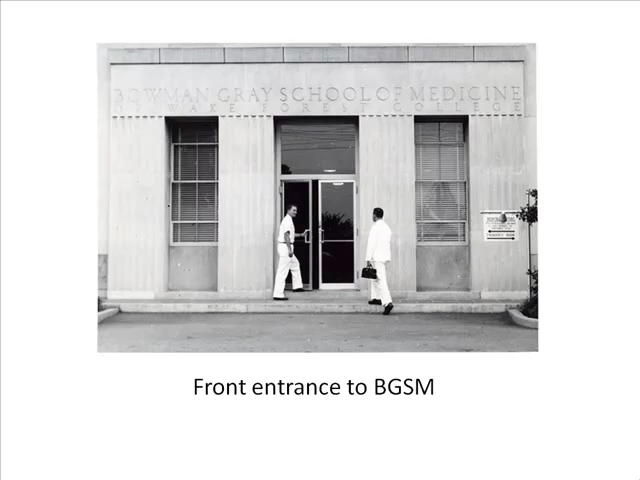 BOWMAN GRAY SCHOOL OF MEDICINE
OF WAKE FOREST COLLEGE
Front entrance to BGSM